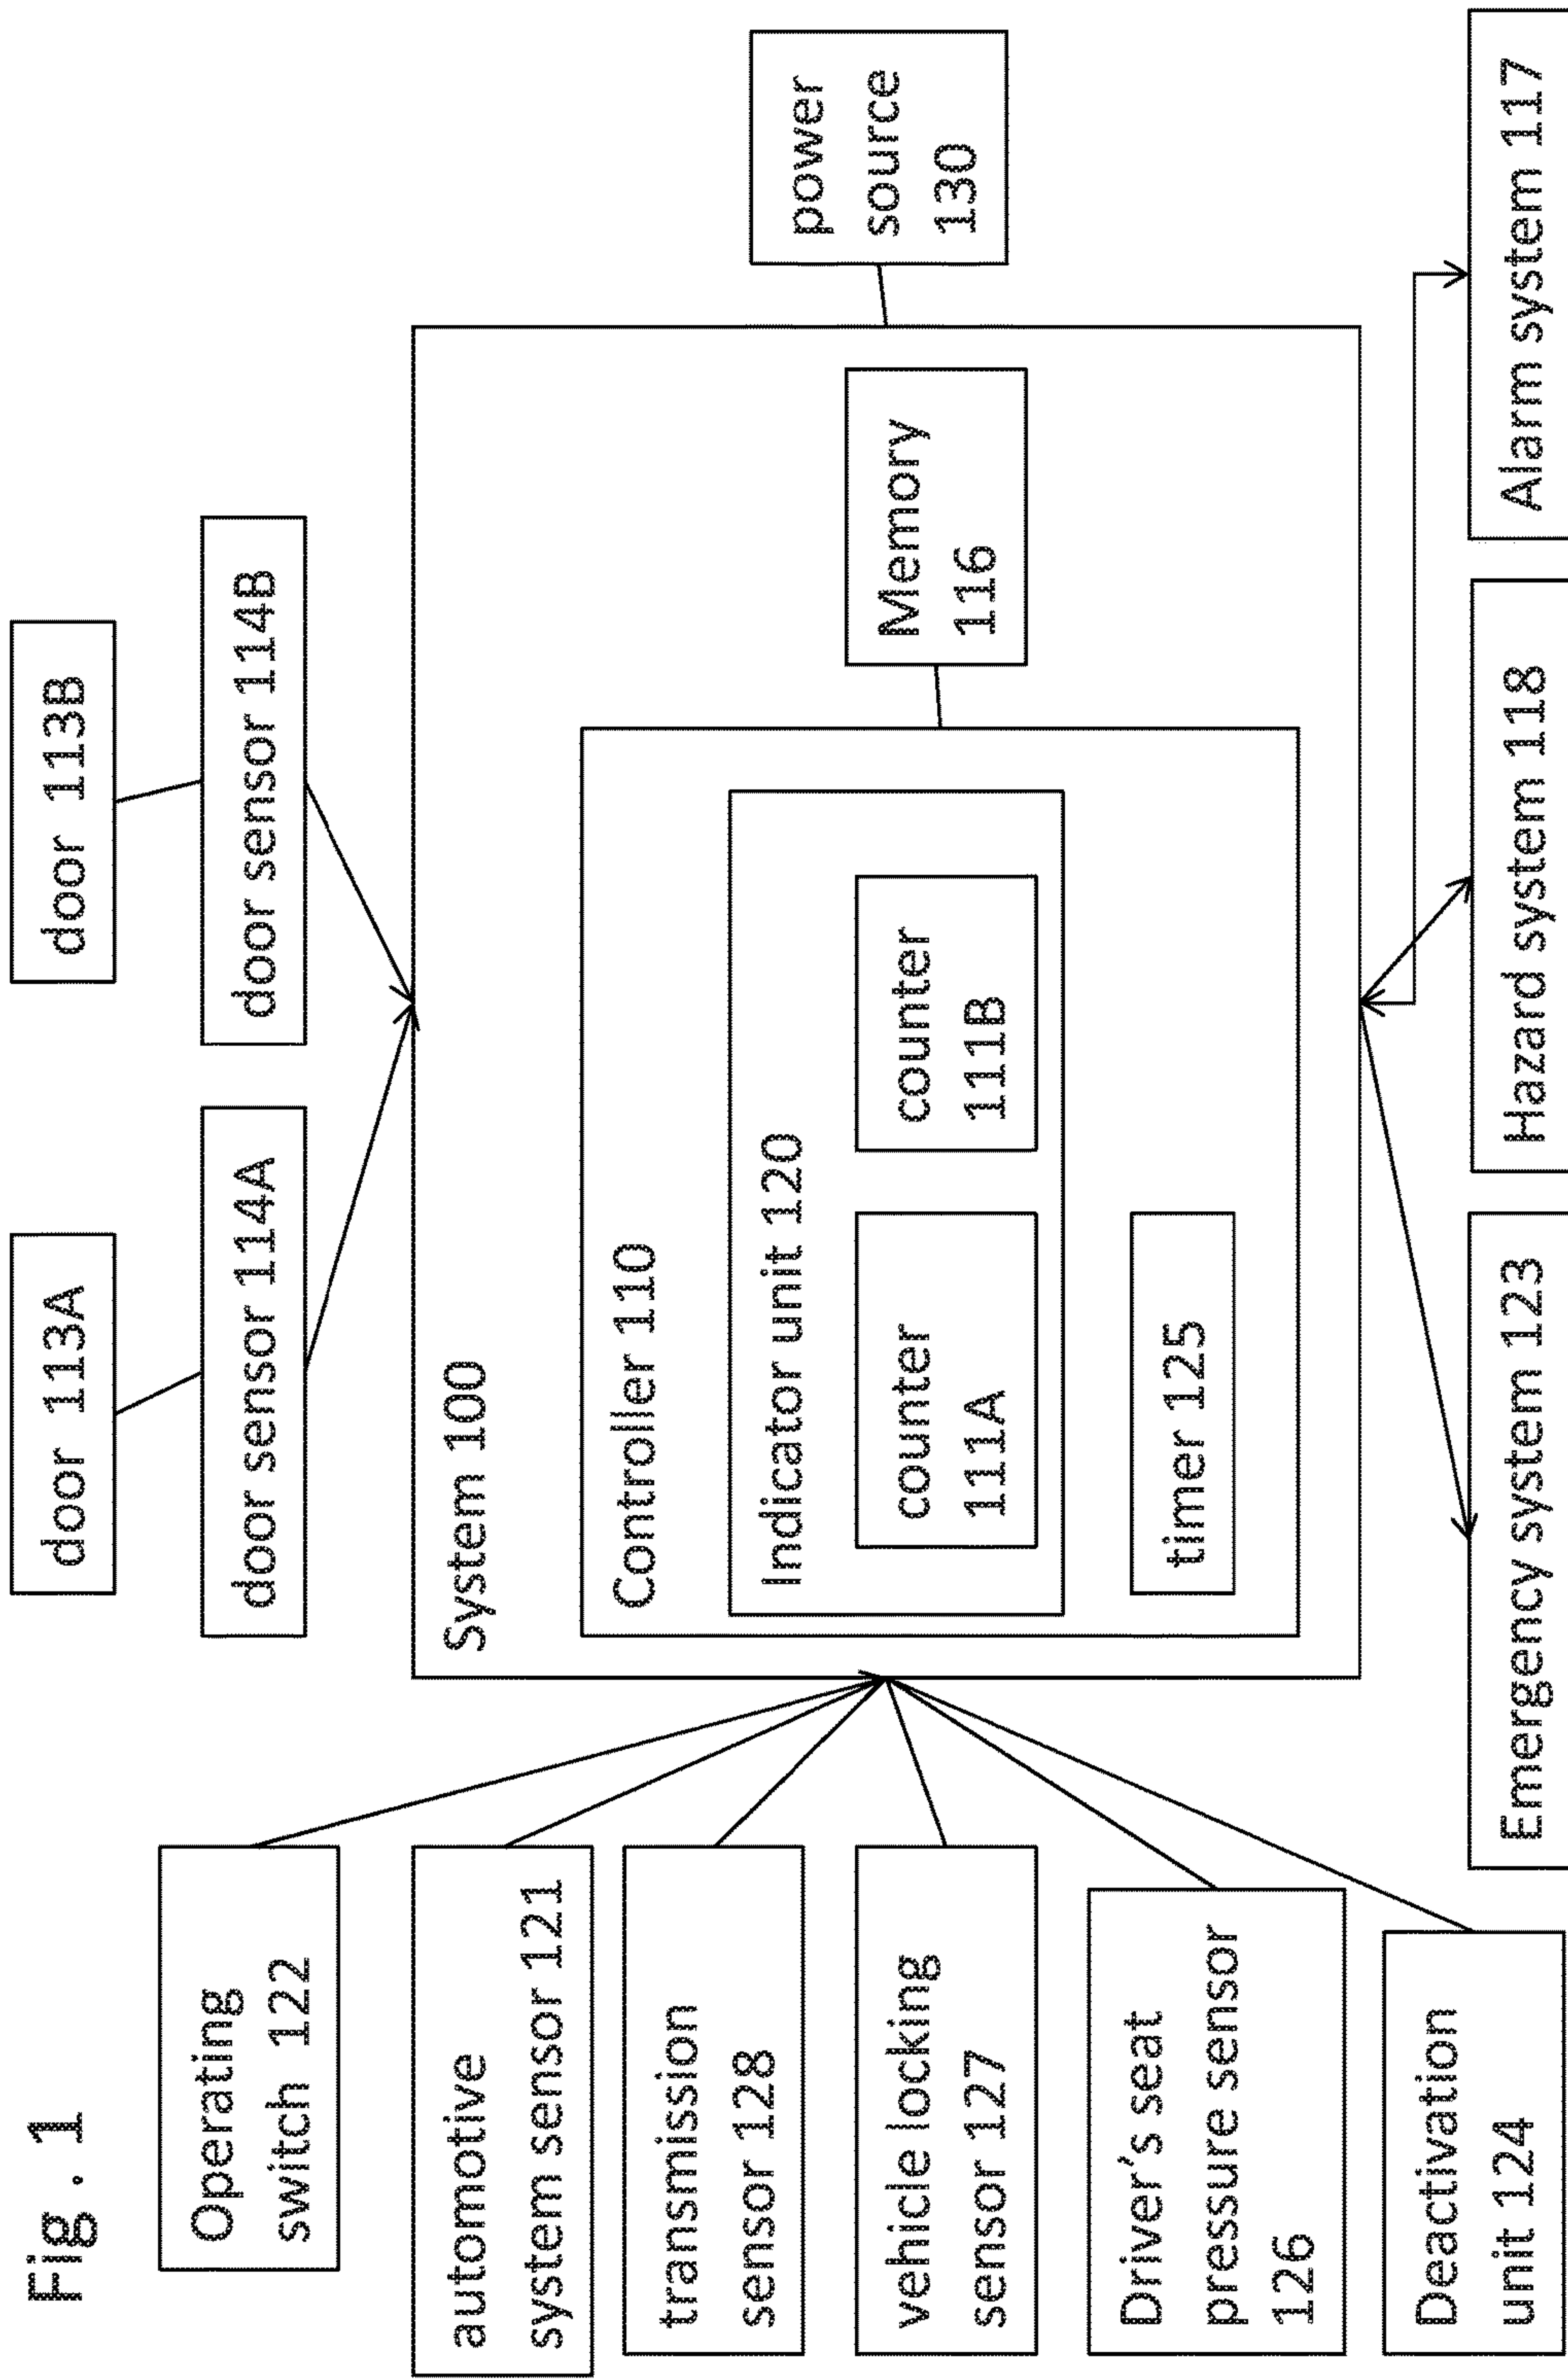 Fig. 1
door 113A
door 113B
door sensor 114A
door sensor 114B
Operating
switch 122
automotive
system sensor 121
transmission
sensor 128
vehicle locking
sensor 127
Driver's seat
pressure sensor
126
Deactivation
unit 124
System 100
Controller 110
Indicator unit 120
counter
111A
counter
111B
timer 125
Memory
116
power
source
130
Emergency system 123
Hazard system 118
Alarm system 117